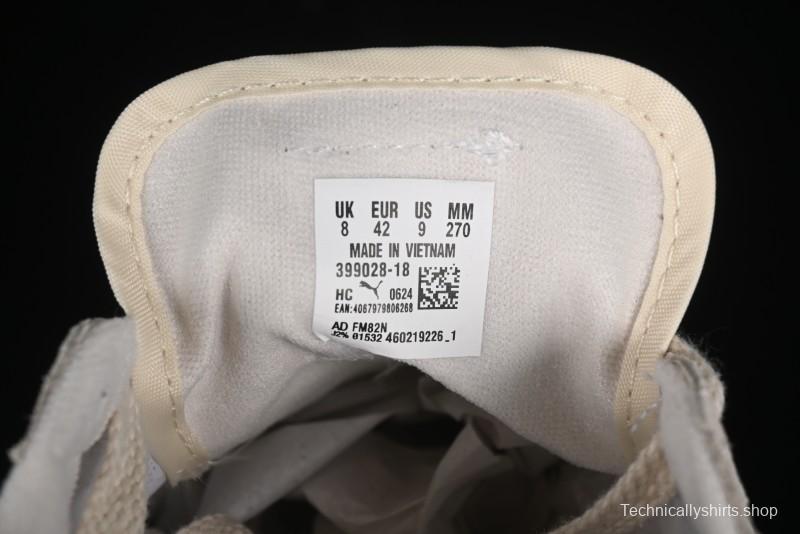 UK EUR US MM
8 42 9 270
MADE IN VIETNAM
399028-18
HC 0624
EAN:4067979806268
AD FM82N
01532 460219226_1
Technicallyshirts.shop